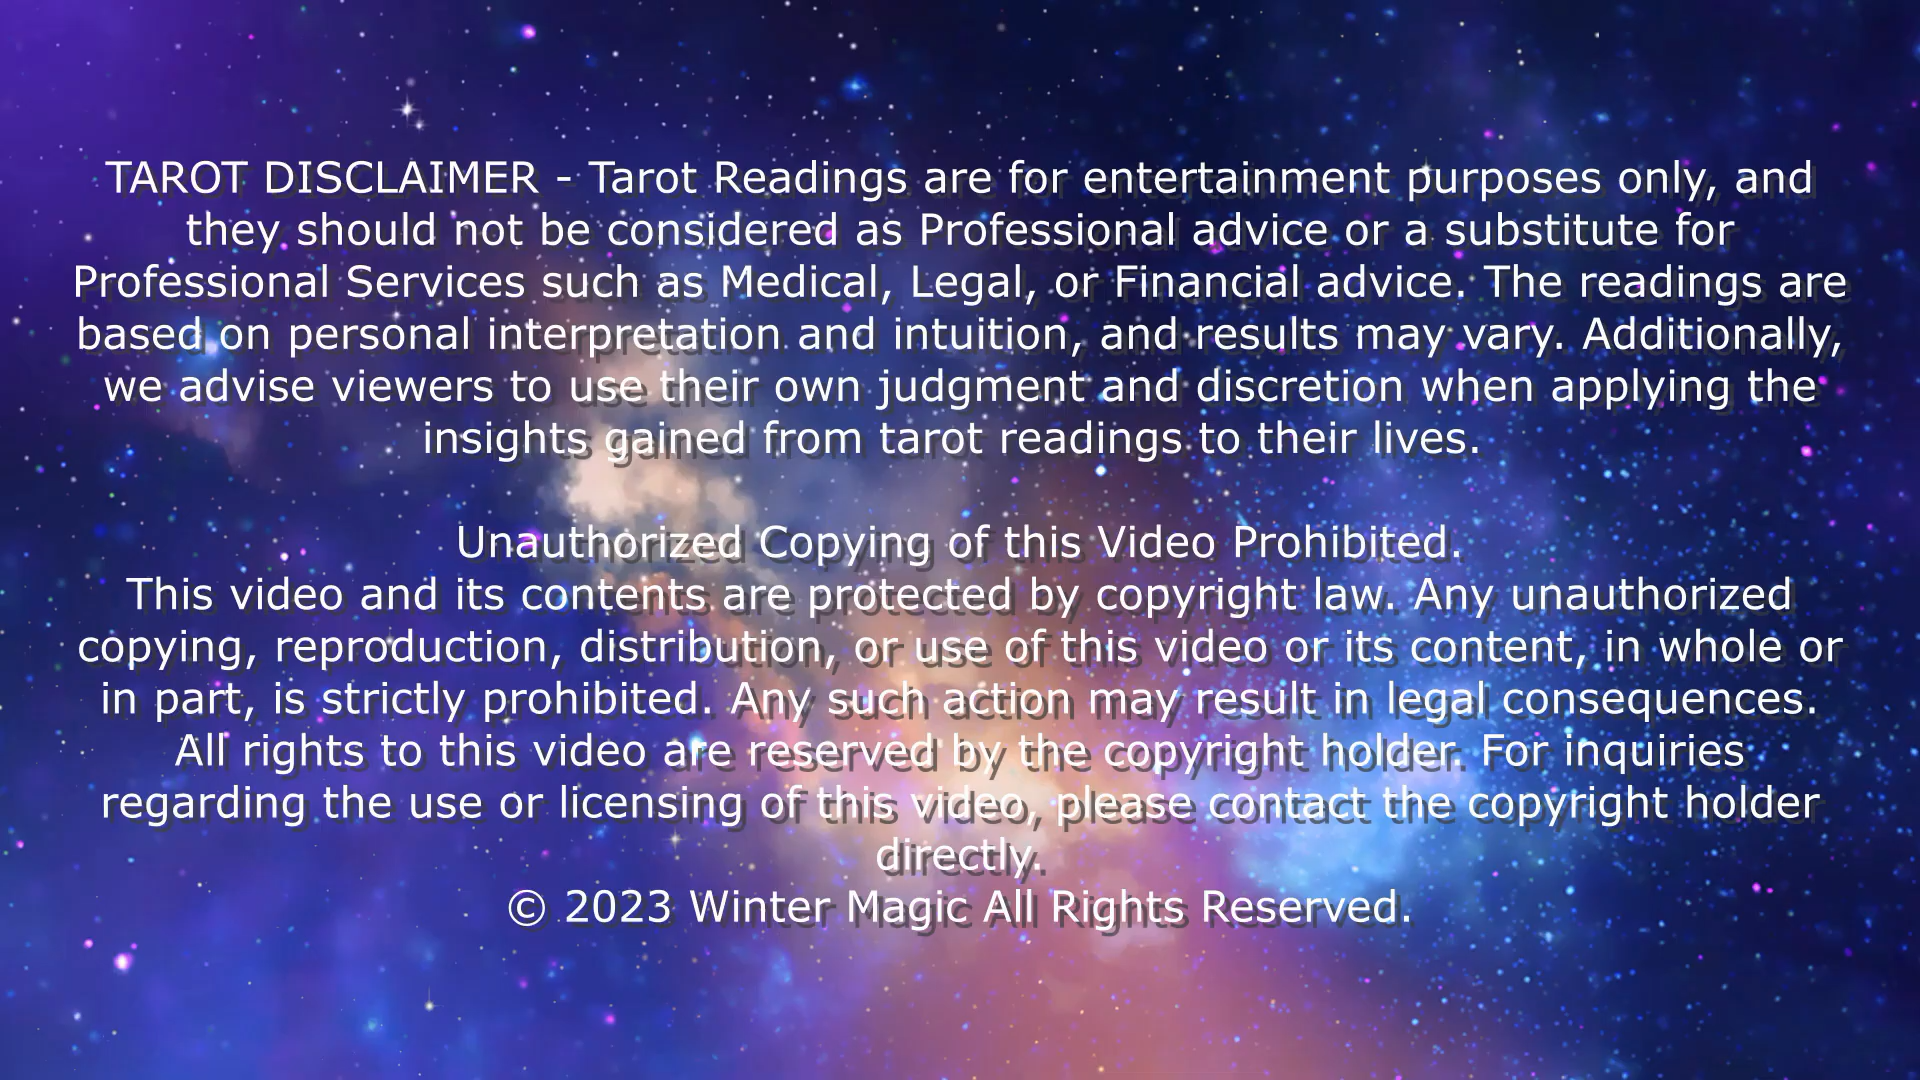 TAROT DISCLAIMER - Tarot Readings are for entertainment purposes only, and
they should not be considered as Professional advice or a substitute for
Professional Services such as Medical, Legal, or Financial advice. The readings are
based on personal interpretation and intuition, and results may vary. Additionally,
we advise viewers to use their own judgment and discretion when applying the
insights gained from tarot readings to their lives.
Unauthorized Copying of this Video Prohibited.
This video and its contents are protected by copyright law. Any unauthorized
copying, reproduction, distribution, or use of this video or its content, in whole or
in part, is strictly prohibited. Any such action may result in legal consequences.
All rights to this video are reserved by the copyright holder. For inquiries
regarding the use or licensing of this video, please contact the copyright holder
directly.
© 2023 Winter Magic All Rights Reserved.